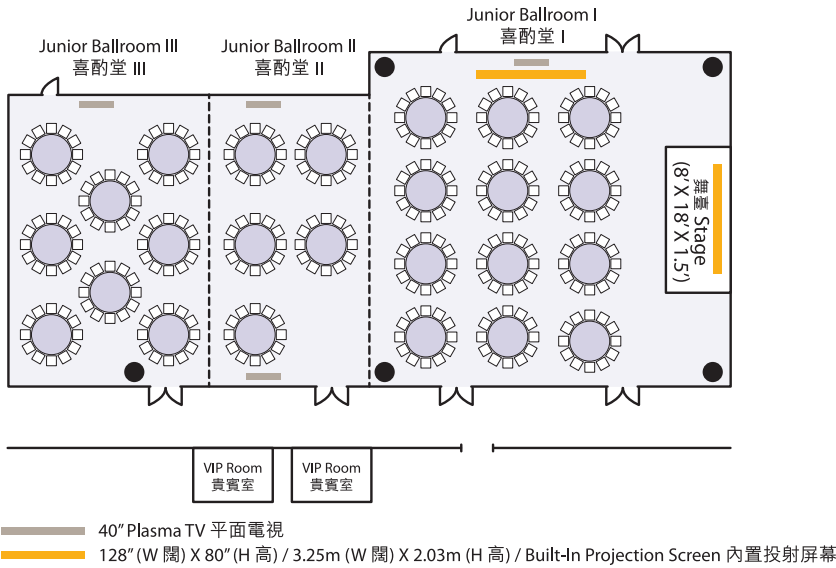 Junior Ballroom I
喜酌堂 I
Junior Ballroom III
喜酌堂 III
Junior Ballroom II
喜酌堂 II
舞臺 Stage
(8' X 18' X 1.5')
VIP Room
貴賓室
VIP Room
貴賓室
40" Plasma TV 平面電視
128" (W 闊) X 80" (H 高) / 3.25m (W 闊) X 2.03m (H 高) / Built-In Projection Screen 內置投射屏幕